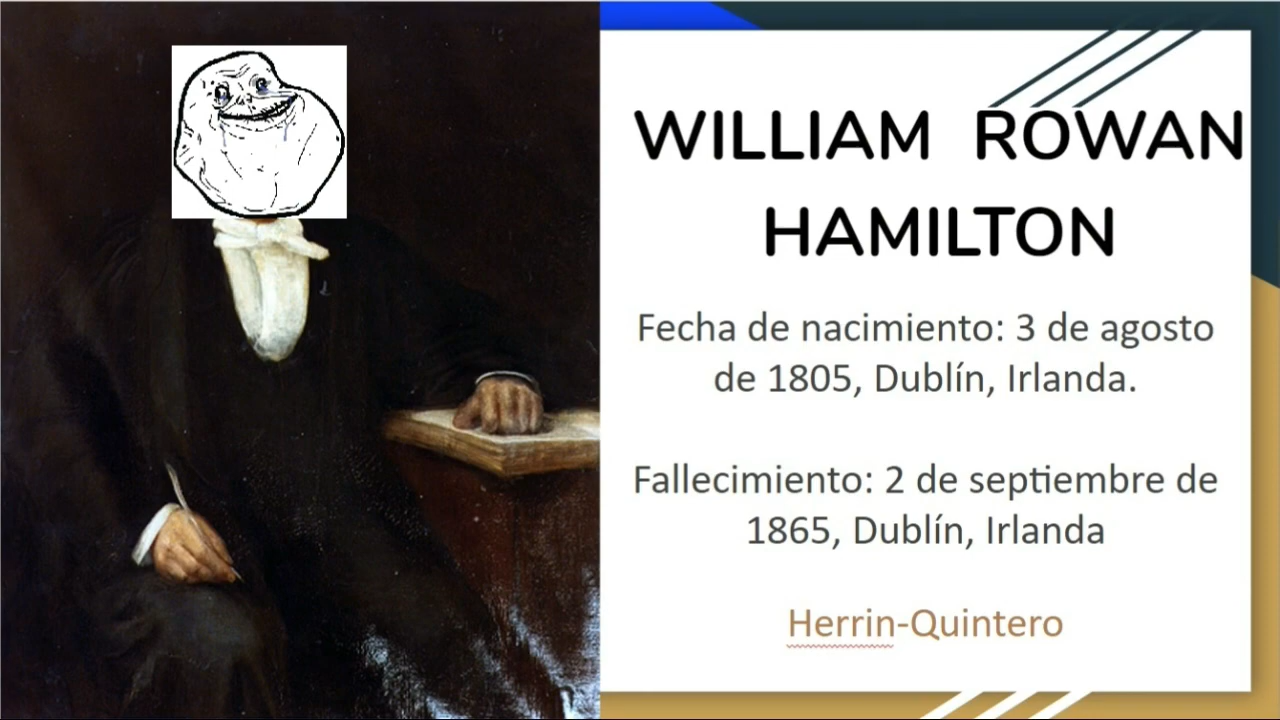 WILLIAM ROWAN
HAMILTON
Fecha de nacimiento: 3 de agosto
de 1805, Dublín, Irlanda.
Fallecimiento: 2 de septiembre de
1865, Dublín, Irlanda
Herrin-Quintero